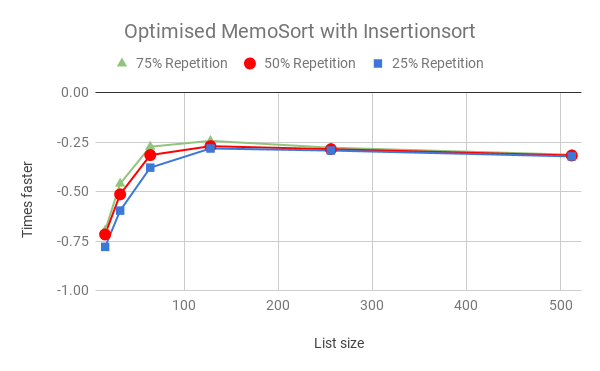 Optimised MemoSort with Insertionsort
75% Repetition 50% Repetition 25% Repetition
0.00
-0.25
-0.50
-0.75
-1.00
Times faster
100 200 300 400 500
List size